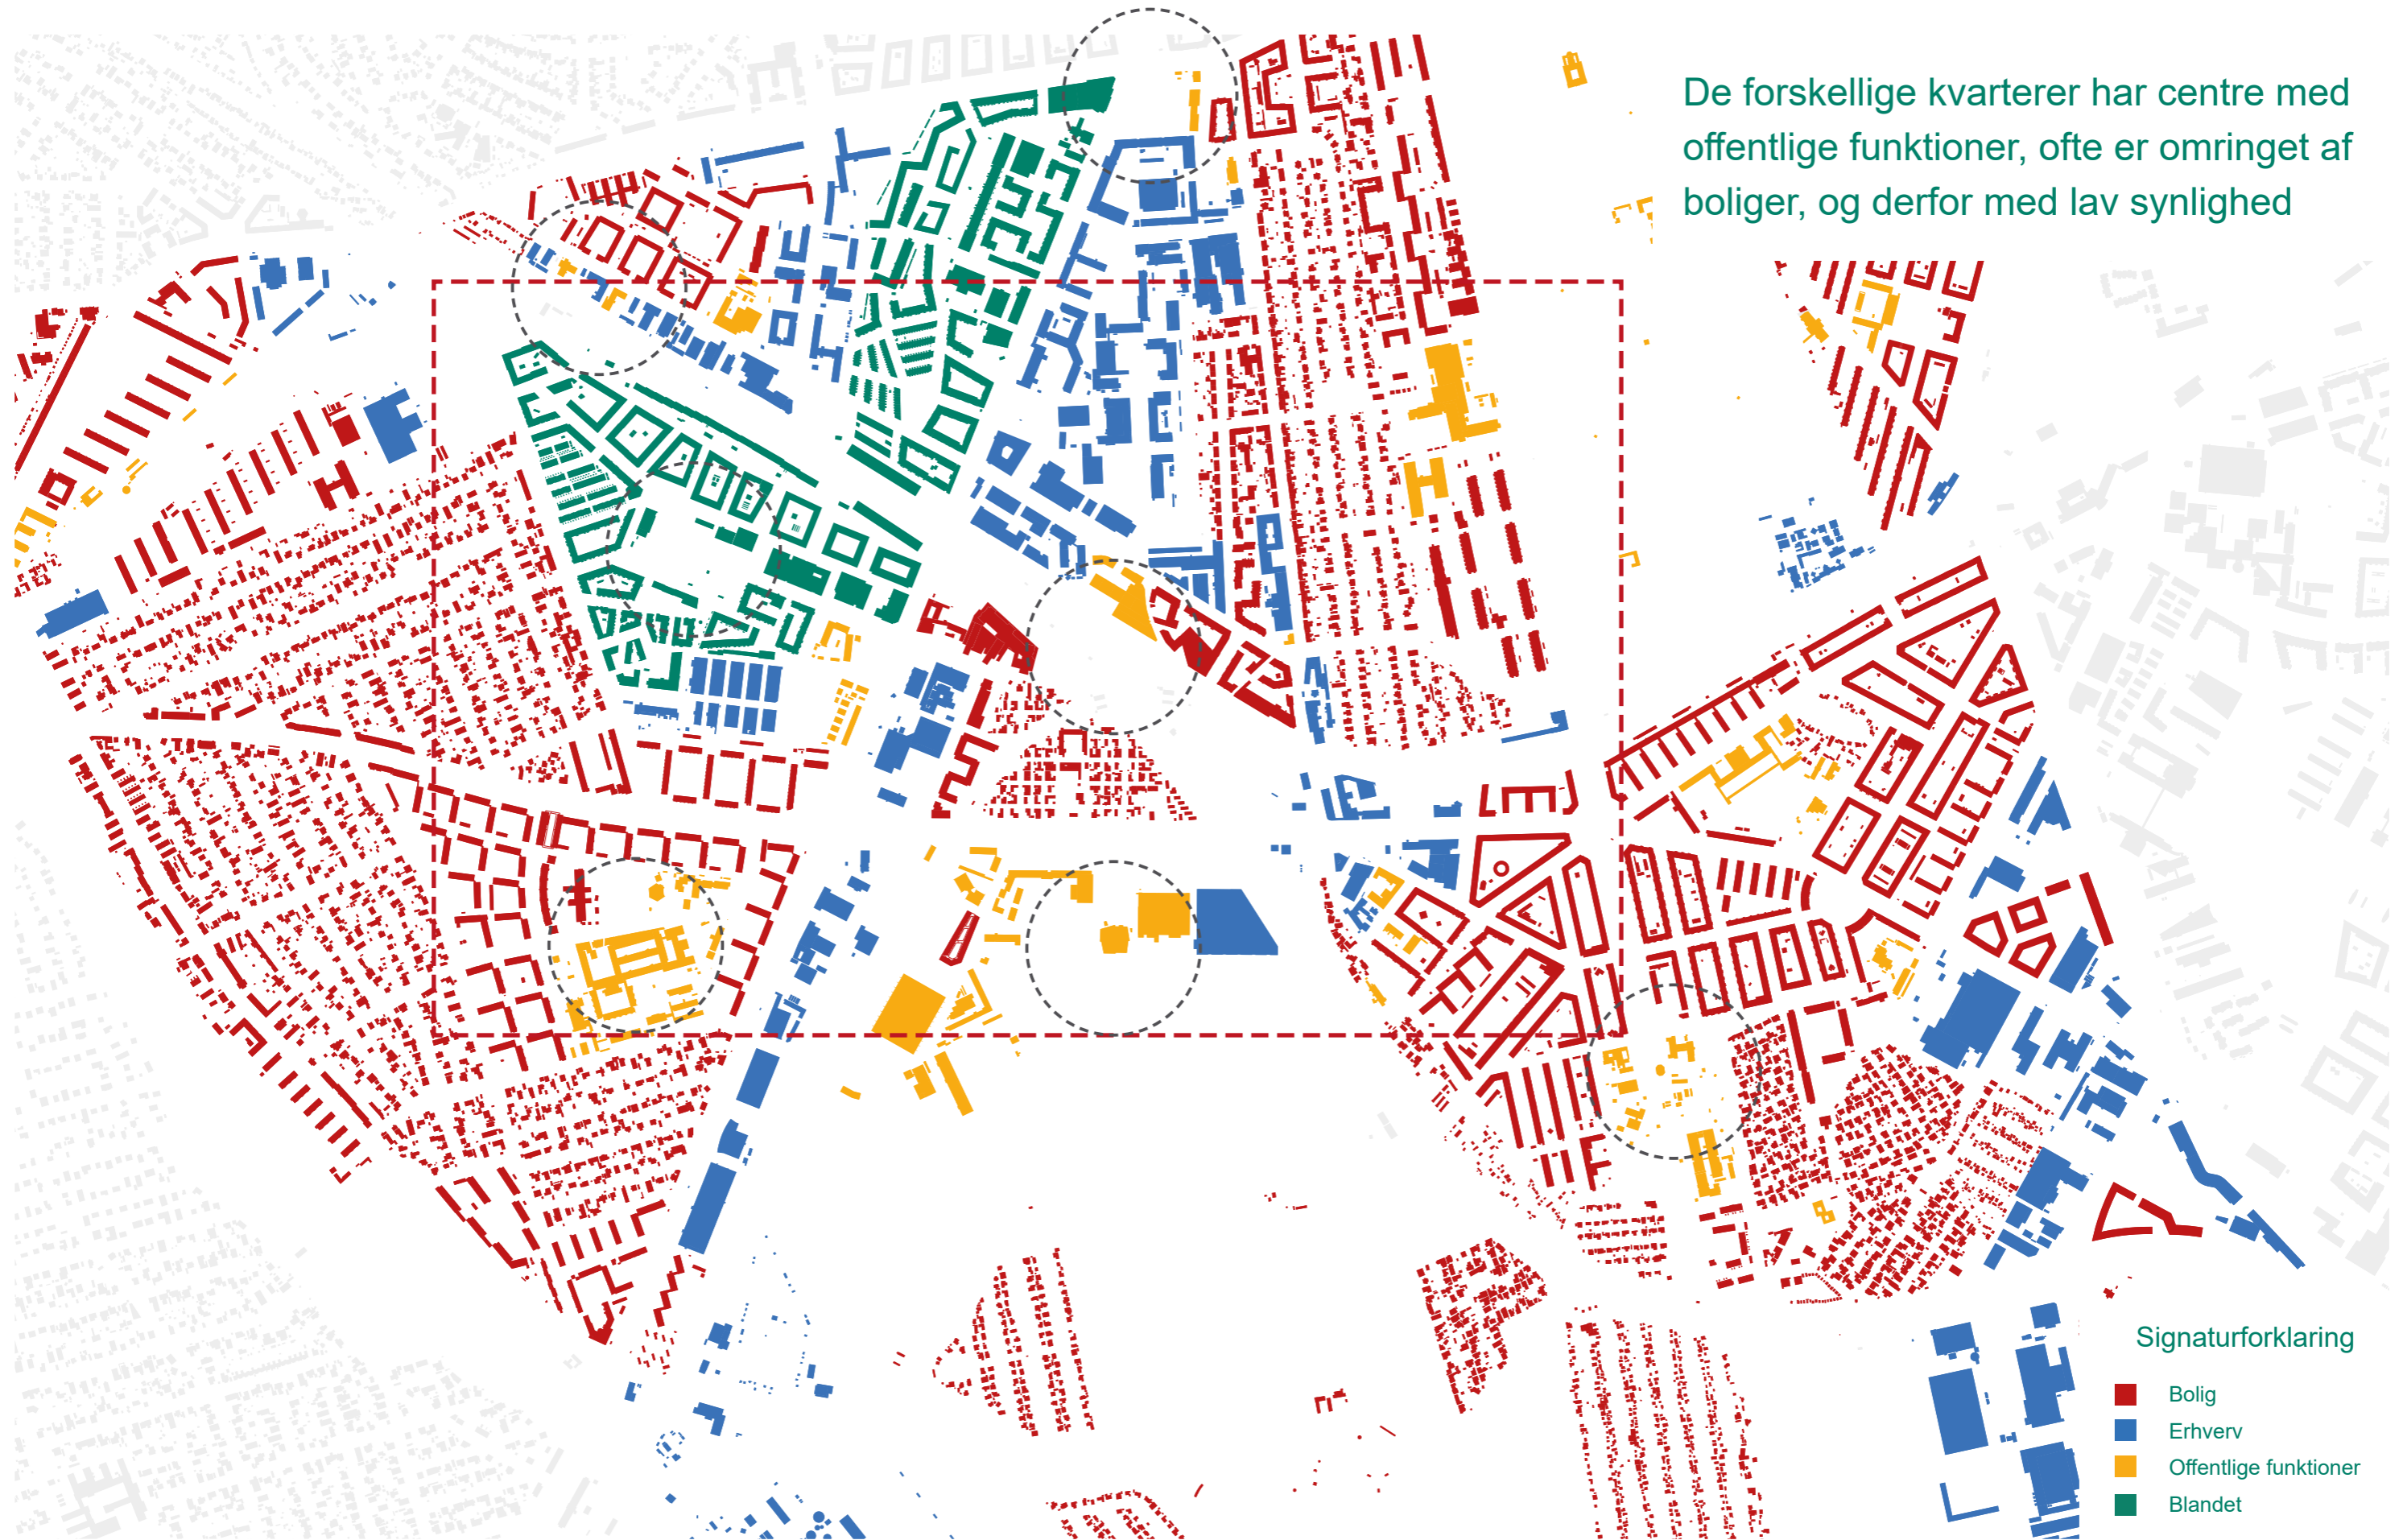 De forskellige kvarterer har centre med
offentlige funktioner, ofte er omringet af
boliger, og derfor med lav synlighed
Signaturforklaring
Bolig
Erhverv
Offentlige funktioner
Blandet